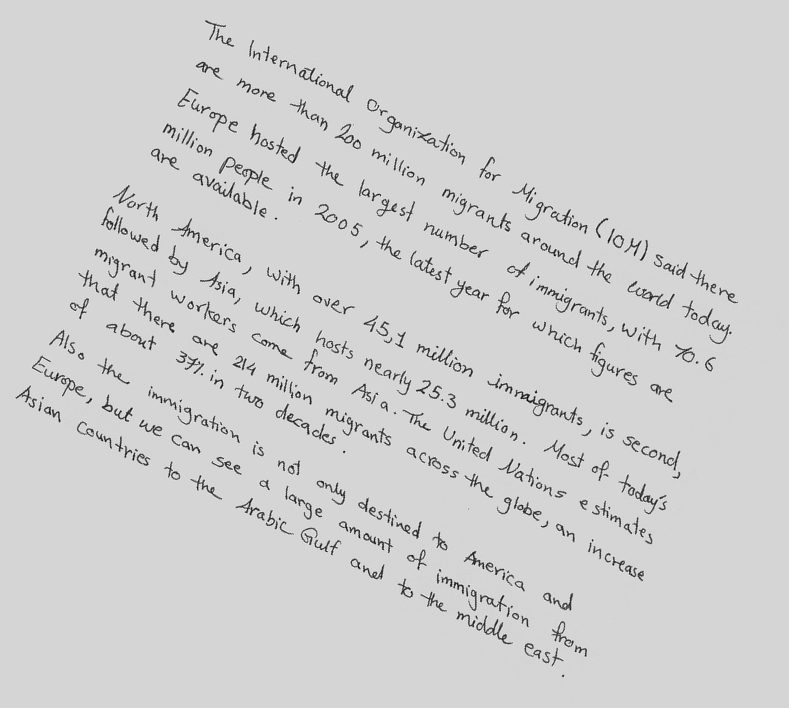 The International Organization for Migration (IOM) said there
are more than 200 million migrants around the world today.
Europe hosted the largest number of immigrants, with 70.6
million people in 2005, the latest year for which figures are
are available.
North America, with over 45,1 million immigrants, is second,
followed by Asia, which hosts nearly 25.3 million. Most of today's
migrant workers come from Asia. The United Nations estimates
that there are 214 million migrants across the globe, an increase
of about 37% in two decades.
Also the immigration is not only destined to America and
Europe, but we can see a large amount of immigration from
Asian countries to the Arabic Gulf and to the middle east.